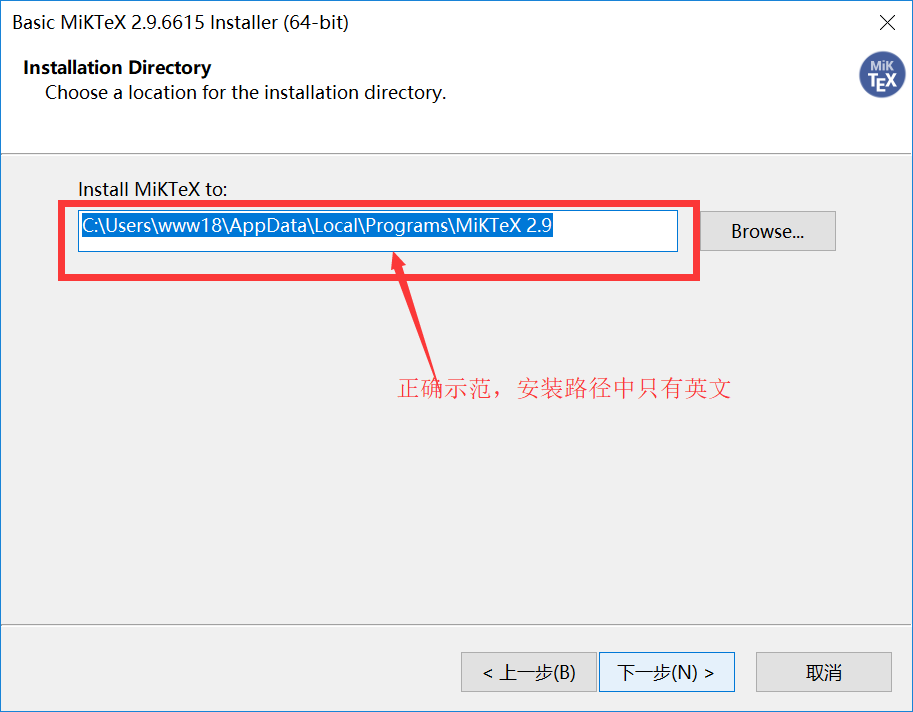 Basic MiKTeX 2.9.6615 Installer (64-bit)
Installation Directory
Choose a location for the installation directory.
MiK
TEX
Install MiKTeX to:
C:\Users\www18\AppData\Local\Programs\MiKTeX 2.9
Browse...
正确示范，安装路径中只有英文
< 上一步(B)
下一步(N) >
取消